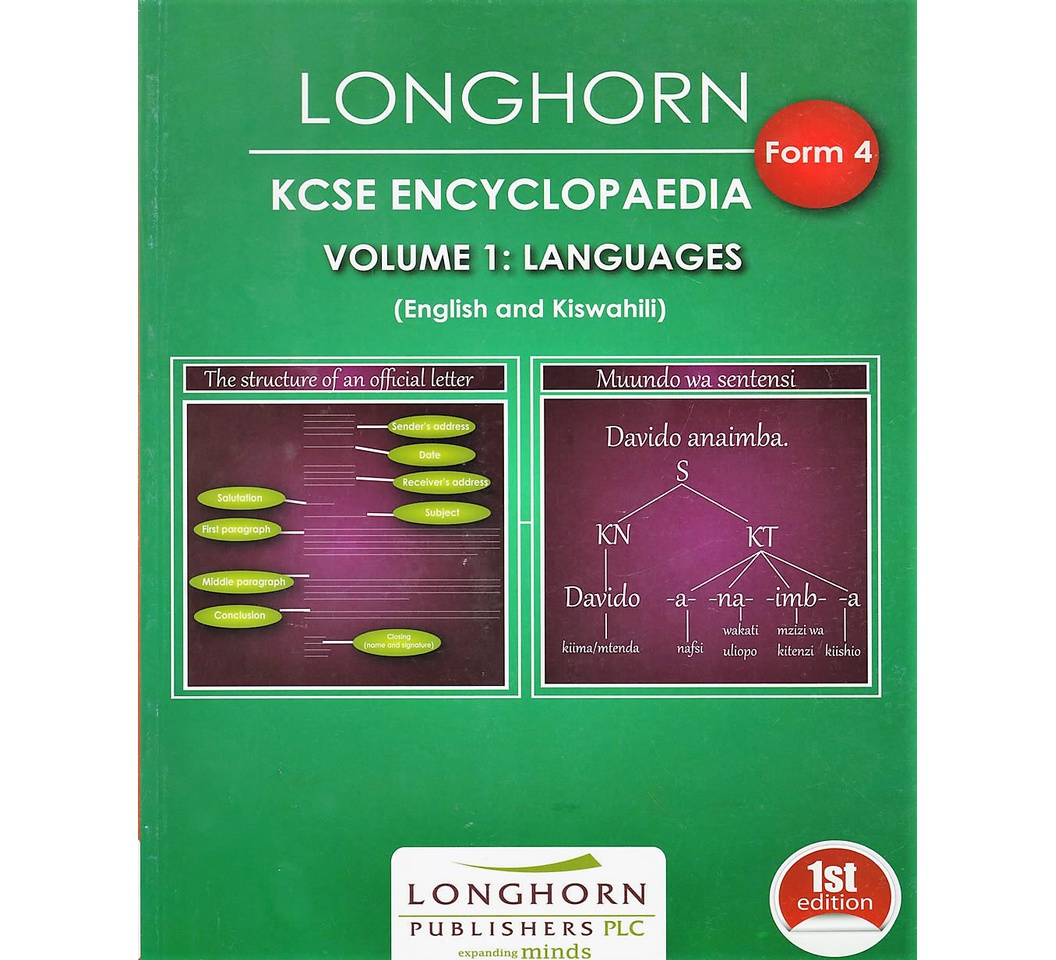 LONGHORN
Form 4
KCSE ENCYCLOPAEDIA
VOLUME 1: LANGUAGES
(English and Kiswahili)
The structure of an official letter
Sender's address
Date
Receiver's address
Salutation
Subject
First paragraph
Middle paragraph
Conclusion
Closing
(name and signature)
Muundo wa sentensi
Davido anaimba.
S
KN KT
Davido -a- -na- -imb- -a
kiima/mtenda nafsi wakati uliopo mzizi wa kitenzi kiishio
1st
edition
LONGHORN
PUBLISHERS PLC
expanding minds